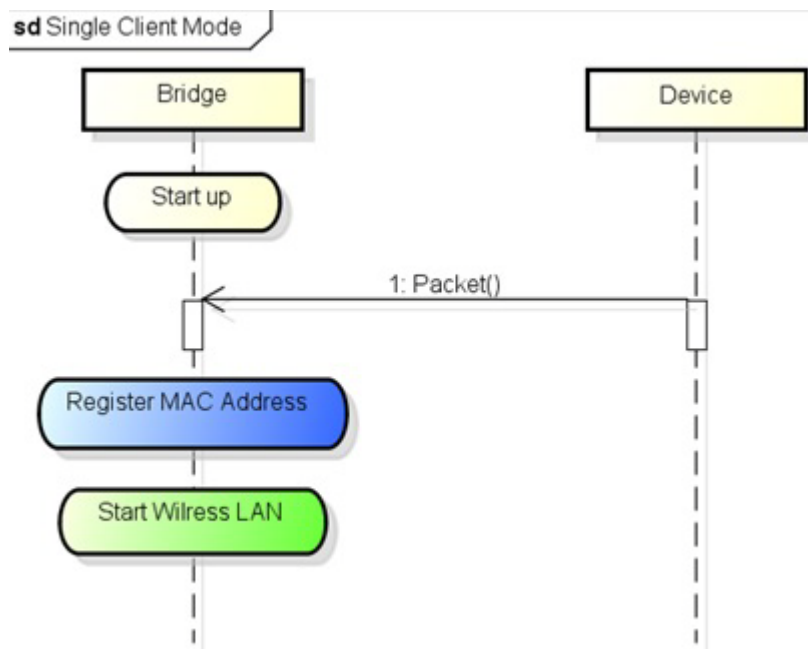 sd Single Client Mode
Bridge
Device
Start up
1: Packet()
Register MAC Address
Start Wilress LAN